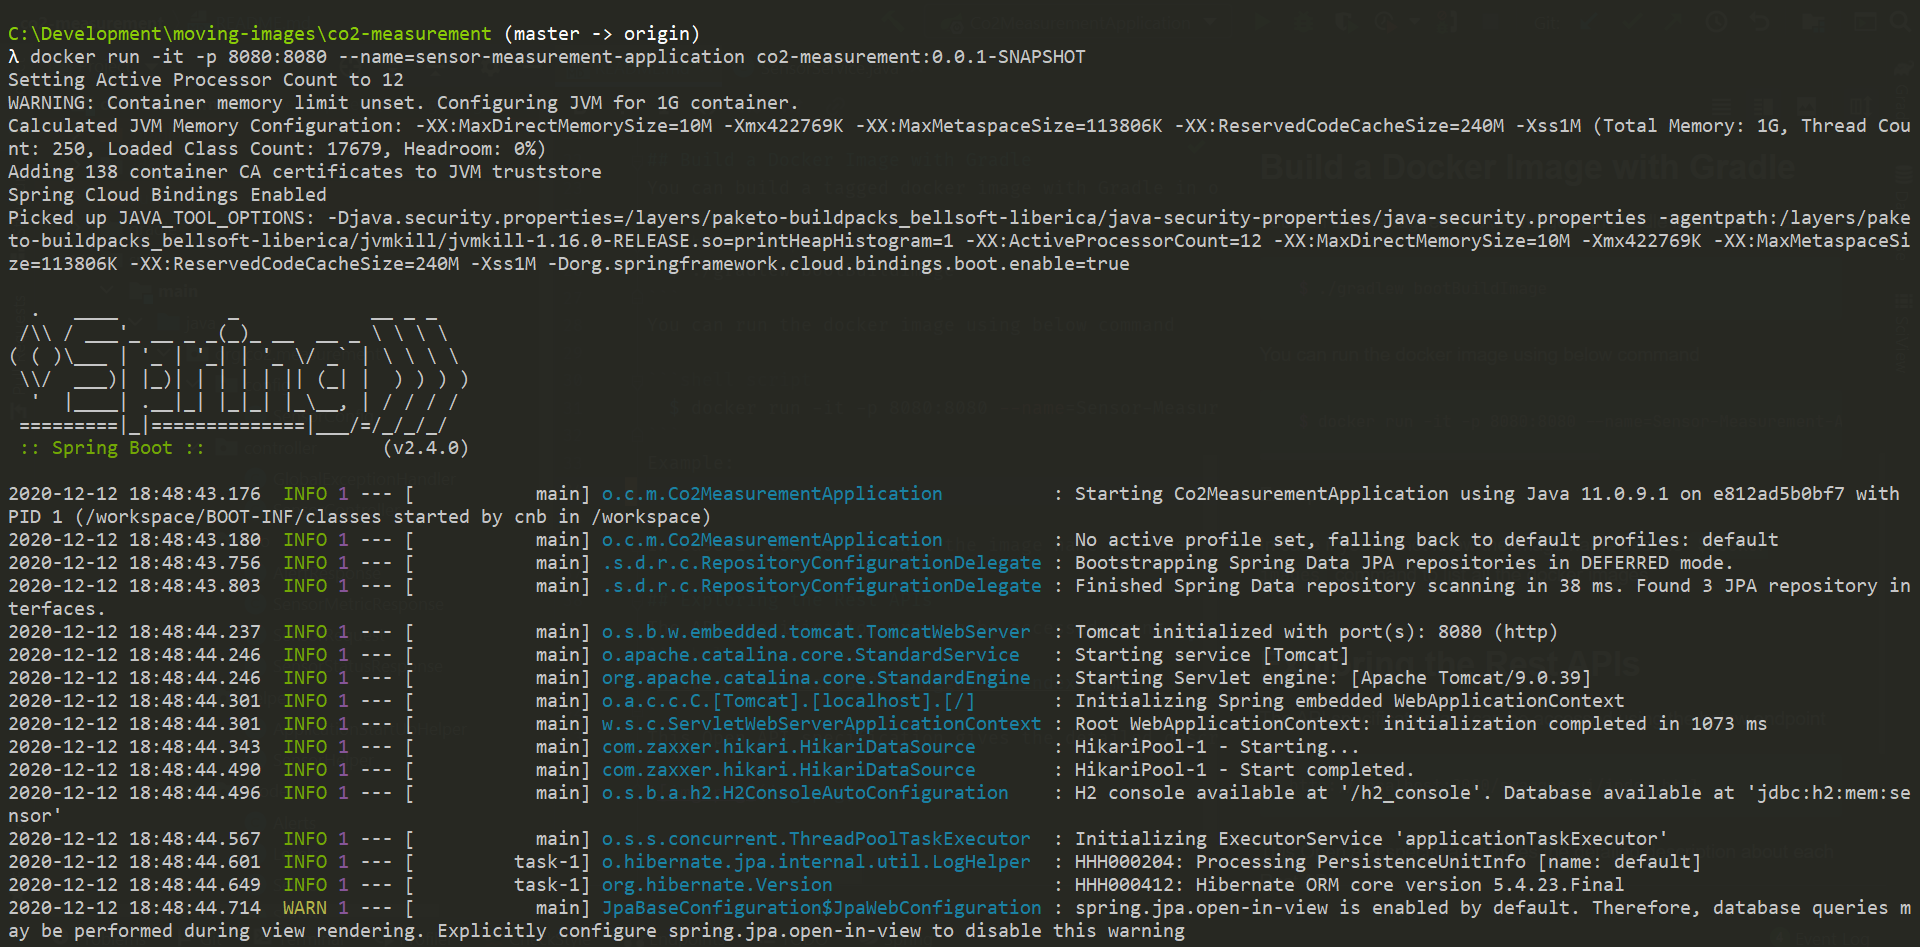 C:\Development\moving-images\co2-measurement (master -> origin)
λ docker run -it -p 8080:8080 --name=sensor-measurement-application co2-measurement:0.0.1-SNAPSHOT
Setting Active Processor Count to 12
WARNING: Container memory limit unset. Configuring JVM for 1G container.
Calculated JVM Memory Configuration: -XX:MaxDirectMemorySize=10M -Xmx422769K -XX:MaxMetaspaceSize=113806K -XX:ReservedCodeCacheSize=240M -Xss1M (Total Memory: 1G, Thread Cou
nt: 250, Loaded Class Count: 17679, Headroom: 0%)
Adding 138 container CA certificates to JVM truststore
Spring Cloud Bindings Enabled
Picked up JAVA_TOOL_OPTIONS: -Djava.security.properties=/layers/paketo-buildpacks_bellsoft-liberica/java-security-properties/java-security.properties -agentpath:/layers/pake
to-buildpacks_bellsoft-liberica/jvmkill/jvmkill-1.16.0-RELEASE.so=printHeapHistogram=1 -XX:ActiveProcessorCount=12 -XX:MaxDirectMemorySize=10M -Xmx422769K -XX:MaxMetaspaceSi
ze=113806K -XX:ReservedCodeCacheSize=240M -Xss1M -Dorg.springframework.cloud.bindings.boot.enable=true
Spring
:: Spring Boot :: (v2.4.0)
2020-12-12 18:48:43.176  INFO 1 --- [           main] o.c.m.Co2MeasurementApplication          : Starting Co2MeasurementApplication using Java 11.0.9.1 on e812ad5b0bf7 with
PID 1 (/workspace/BOOT-INF/classes started by cnb in /workspace)
2020-12-12 18:48:43.180  INFO 1 --- [           main] o.c.m.Co2MeasurementApplication          : No active profile set, falling back to default profiles: default
2020-12-12 18:48:43.756  INFO 1 --- [           main] .s.d.r.c.RepositoryConfigurationDelegate : Bootstrapping Spring Data JPA repositories in DEFERRED mode.
2020-12-12 18:48:43.803  INFO 1 --- [           main] .s.d.r.c.RepositoryConfigurationDelegate : Finished Spring Data repository scanning in 38 ms. Found 3 JPA repository in
terfaces.
2020-12-12 18:48:44.237  INFO 1 --- [           main] o.s.b.w.embedded.tomcat.TomcatWebServer  : Tomcat initialized with port(s): 8080 (http)
2020-12-12 18:48:44.246  INFO 1 --- [           main] o.apache.catalina.core.StandardService   : Starting service [Tomcat]
2020-12-12 18:48:44.246  INFO 1 --- [           main] org.apache.catalina.core.StandardEngine  : Starting Servlet engine: [Apache Tomcat/9.0.39]
2020-12-12 18:48:44.301  INFO 1 --- [           main] o.a.c.c.C.[Tomcat].[localhost].[/]       : Initializing Spring embedded WebApplicationContext
2020-12-12 18:48:44.301  INFO 1 --- [           main] w.s.c.ServletWebServerApplicationContext : Root WebApplicationContext: initialization completed in 1073 ms
2020-12-12 18:48:44.343  INFO 1 --- [           main] com.zaxxer.hikari.HikariDataSource       : HikariPool-1 - Starting...
2020-12-12 18:48:44.490  INFO 1 --- [           main] com.zaxxer.hikari.HikariDataSource       : HikariPool-1 - Start completed.
2020-12-12 18:48:44.496  INFO 1 --- [           main] o.s.b.a.h2.H2ConsoleAutoConfiguration    : H2 console available at '/h2_console'. Database available at 'jdbc:h2:mem:se
nsor'
2020-12-12 18:48:44.567  INFO 1 --- [           main] o.s.s.concurrent.ThreadPoolTaskExecutor  : Initializing ExecutorService 'applicationTaskExecutor'
2020-12-12 18:48:44.601  INFO 1 --- [         task-1] o.hibernate.jpa.internal.util.LogHelper  : HHH000204: Processing PersistenceUnitInfo [name: default]
2020-12-12 18:48:44.649  INFO 1 --- [         task-1] org.hibernate.Version                    : HHH000412: Hibernate ORM core version 5.4.23.Final
2020-12-12 18:48:44.714  WARN 1 --- [           main] JpaBaseConfiguration$JpaWebConfiguration : spring.jpa.open-in-view is enabled by default. Therefore, database queries m
ay be performed during view rendering. Explicitly configure spring.jpa.open-in-view to disable this warning